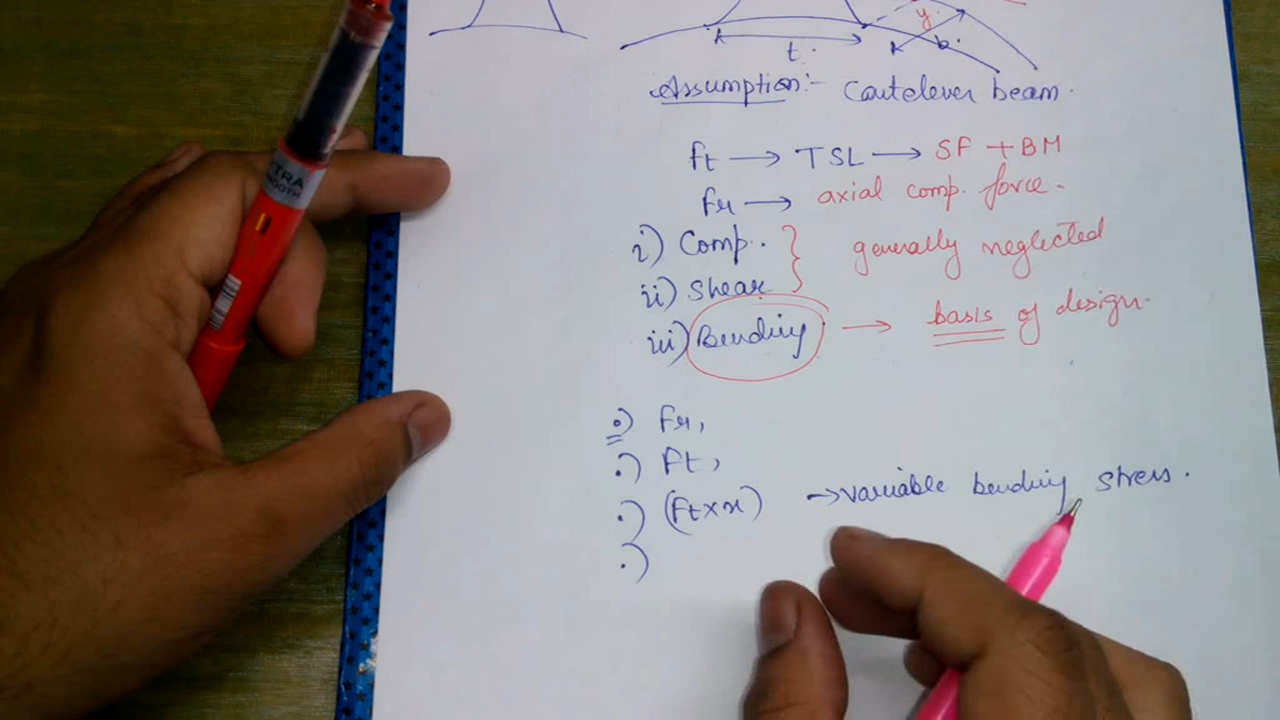 y.
t. b.
Assumption:- Cantelever beam.
ft → TSL → SF + BM
fr → axial comp. force.
i) Comp.
generally neglected
ii) Shear
iii) Bending → basis of design.
•) fr,
•) ft,
•) (ft×x) → variable bending stress.
•)
TRA